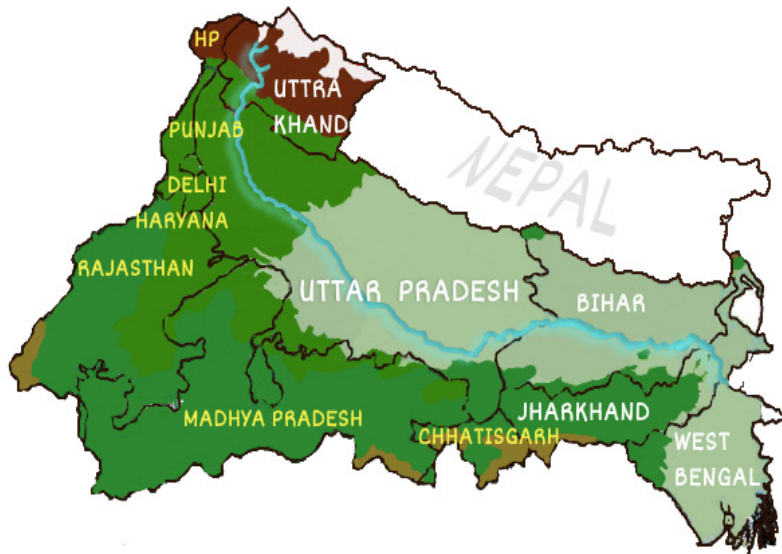 HP
UTTRA
KHAND
PUNJAB
NEPAL
DELHI
HARYANA
RAJASTHAN
UTTAR PRADESH
BIHAR
MADHYA PRADESH
JHARKHAND
CHHATISGARH
WEST
BENGAL